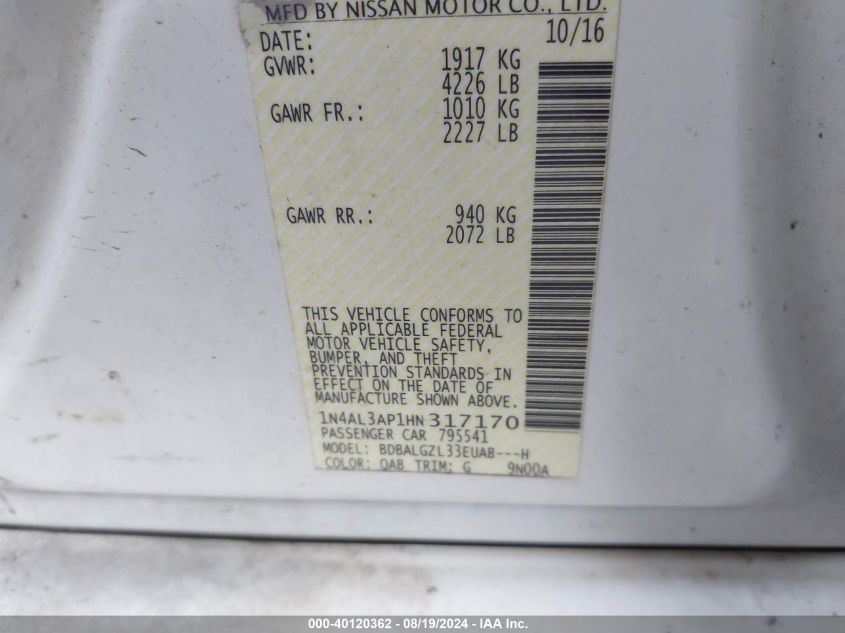 MFD BY NISSAN MOTOR CO., LTD.
DATE: 10/16
GVWR: 1917 KG
4226 LB
GAWR FR.: 1010 KG
2227 LB
GAWR RR.: 940 KG
2072 LB
THIS VEHICLE CONFORMS TO
ALL APPLICABLE FEDERAL
MOTOR VEHICLE SAFETY,
BUMPER, AND THEFT
PREVENTION STANDARDS IN
EFFECT ON THE DATE OF
MANUFACTURE SHOWN ABOVE.
1N4AL3AP1HN 317170
PASSENGER CAR 795541
MODEL: BDBALGZL33EUA8---H
COLOR: QAB TRIM: G 9N00A
000-40120362 - 08/19/2024 - IAA Inc.